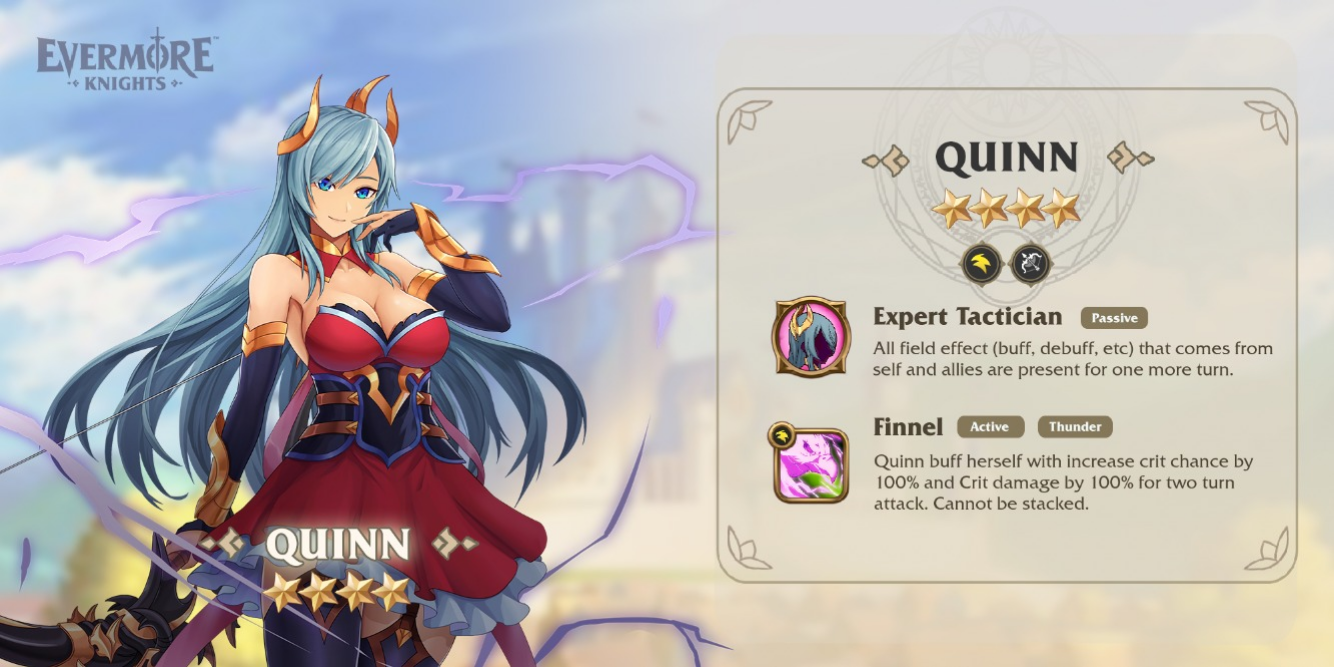 EVERMORE™
KNIGHTS
QUINN
QUINN
Expert Tactician Passive
All field effect (buff, debuff, etc) that comes from
self and allies are present for one more turn.
Finnel Active Thunder
Quinn buff herself with increase crit chance by
100% and Crit damage by 100% for two turn
attack. Cannot be stacked.